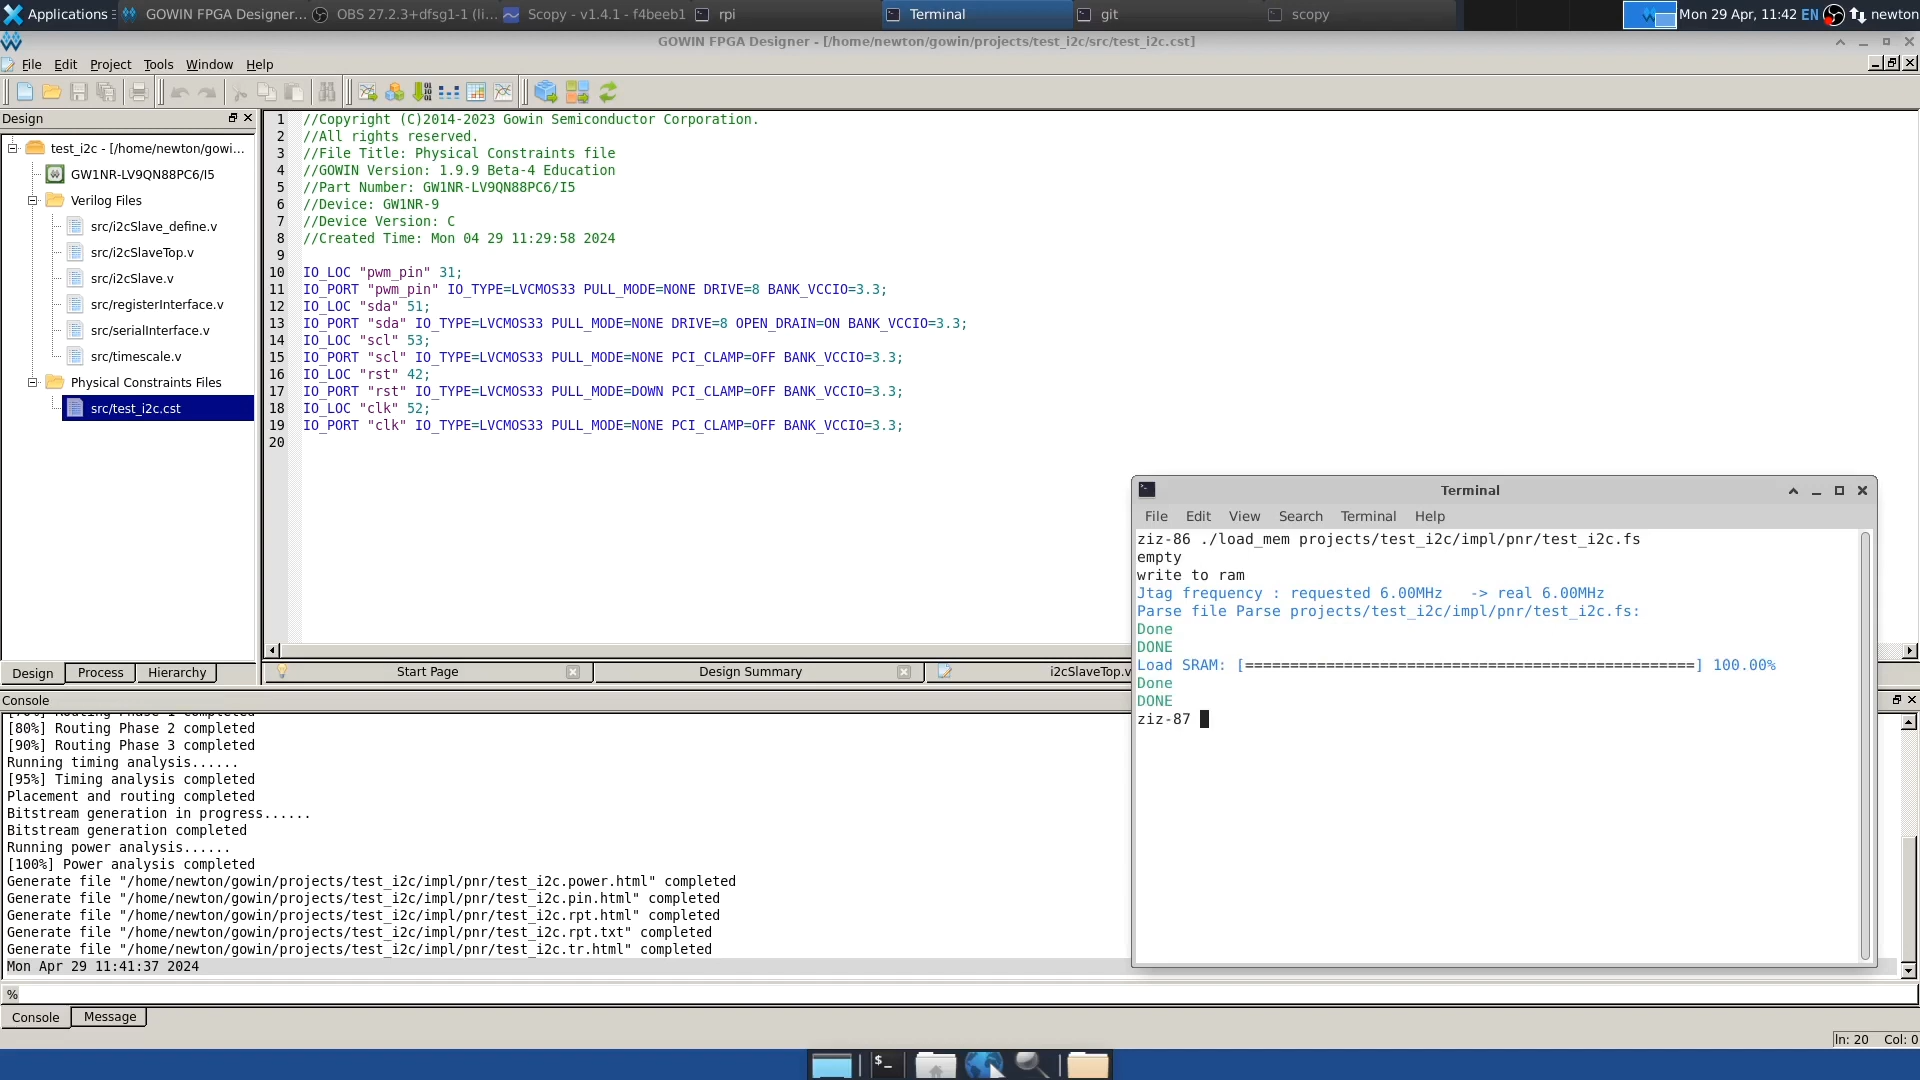 Applications
GOWIN FPGA Designer...
OBS 27.2.3+dfsg1-1 (li...
Scopy - v1.4.1 - f4beeb1
rpi
Terminal
git
scopy
Mon 29 Apr, 11:42 EN
newton
GOWIN FPGA Designer - [/home/newton/gowin/projects/test_i2c/src/test_i2c.cst]
File Edit Project Tools Window Help
Design
test_i2c - [/home/newton/gowi...
GW1NR-LV9QN88PC6/I5
Verilog Files
src/i2cSlave_define.v
src/i2cSlaveTop.v
src/i2cSlave.v
src/registerInterface.v
src/serialInterface.v
src/timescale.v
Physical Constraints Files
src/test_i2c.cst
Design Process Hierarchy
1 //Copyright (C)2014-2023 Gowin Semiconductor Corporation.
2 //All rights reserved.
3 //File Title: Physical Constraints file
4 //GOWIN Version: 1.9.9 Beta-4 Education
5 //Part Number: GW1NR-LV9QN88PC6/I5
6 //Device: GW1NR-9
7 //Device Version: C
8 //Created Time: Mon 04 29 11:29:58 2024
9
10 IO_LOC "pwm_pin" 31;
11 IO_PORT "pwm_pin" IO_TYPE=LVCMOS33 PULL_MODE=NONE DRIVE=8 BANK_VCCIO=3.3;
12 IO_LOC "sda" 51;
13 IO_PORT "sda" IO_TYPE=LVCMOS33 PULL_MODE=NONE DRIVE=8 OPEN_DRAIN=ON BANK_VCCIO=3.3;
14 IO_LOC "scl" 53;
15 IO_PORT "scl" IO_TYPE=LVCMOS33 PULL_MODE=NONE PCI_CLAMP=OFF BANK_VCCIO=3.3;
16 IO_LOC "rst" 42;
17 IO_PORT "rst" IO_TYPE=LVCMOS33 PULL_MODE=DOWN PCI_CLAMP=OFF BANK_VCCIO=3.3;
18 IO_LOC "clk" 52;
19 IO_PORT "clk" IO_TYPE=LVCMOS33 PULL_MODE=NONE PCI_CLAMP=OFF BANK_VCCIO=3.3;
20
Start Page
Design Summary
i2cSlaveTop.v
Terminal
File Edit View Search Terminal Help
ziz-86 ./load_mem projects/test_i2c/impl/pnr/test_i2c.fs
empty
write to ram
Jtag frequency : requested 6.00MHz   -> real 6.00MHz
Parse file Parse projects/test_i2c/impl/pnr/test_i2c.fs:
Done
DONE
Load SRAM: [==================================================] 100.00%
Done
DONE
ziz-87
Console
[80%] Routing Phase 2 completed
[90%] Routing Phase 3 completed
Running timing analysis......
[95%] Timing analysis completed
Placement and routing completed
Bitstream generation in progress......
Bitstream generation completed
Running power analysis......
[100%] Power analysis completed
Generate file "/home/newton/gowin/projects/test_i2c/impl/pnr/test_i2c.power.html" completed
Generate file "/home/newton/gowin/projects/test_i2c/impl/pnr/test_i2c.pin.html" completed
Generate file "/home/newton/gowin/projects/test_i2c/impl/pnr/test_i2c.rpt.html" completed
Generate file "/home/newton/gowin/projects/test_i2c/impl/pnr/test_i2c.rpt.txt" completed
Generate file "/home/newton/gowin/projects/test_i2c/impl/pnr/test_i2c.tr.html" completed
Mon Apr 29 11:41:37 2024
%
Console Message
ln: 20 Col: 0